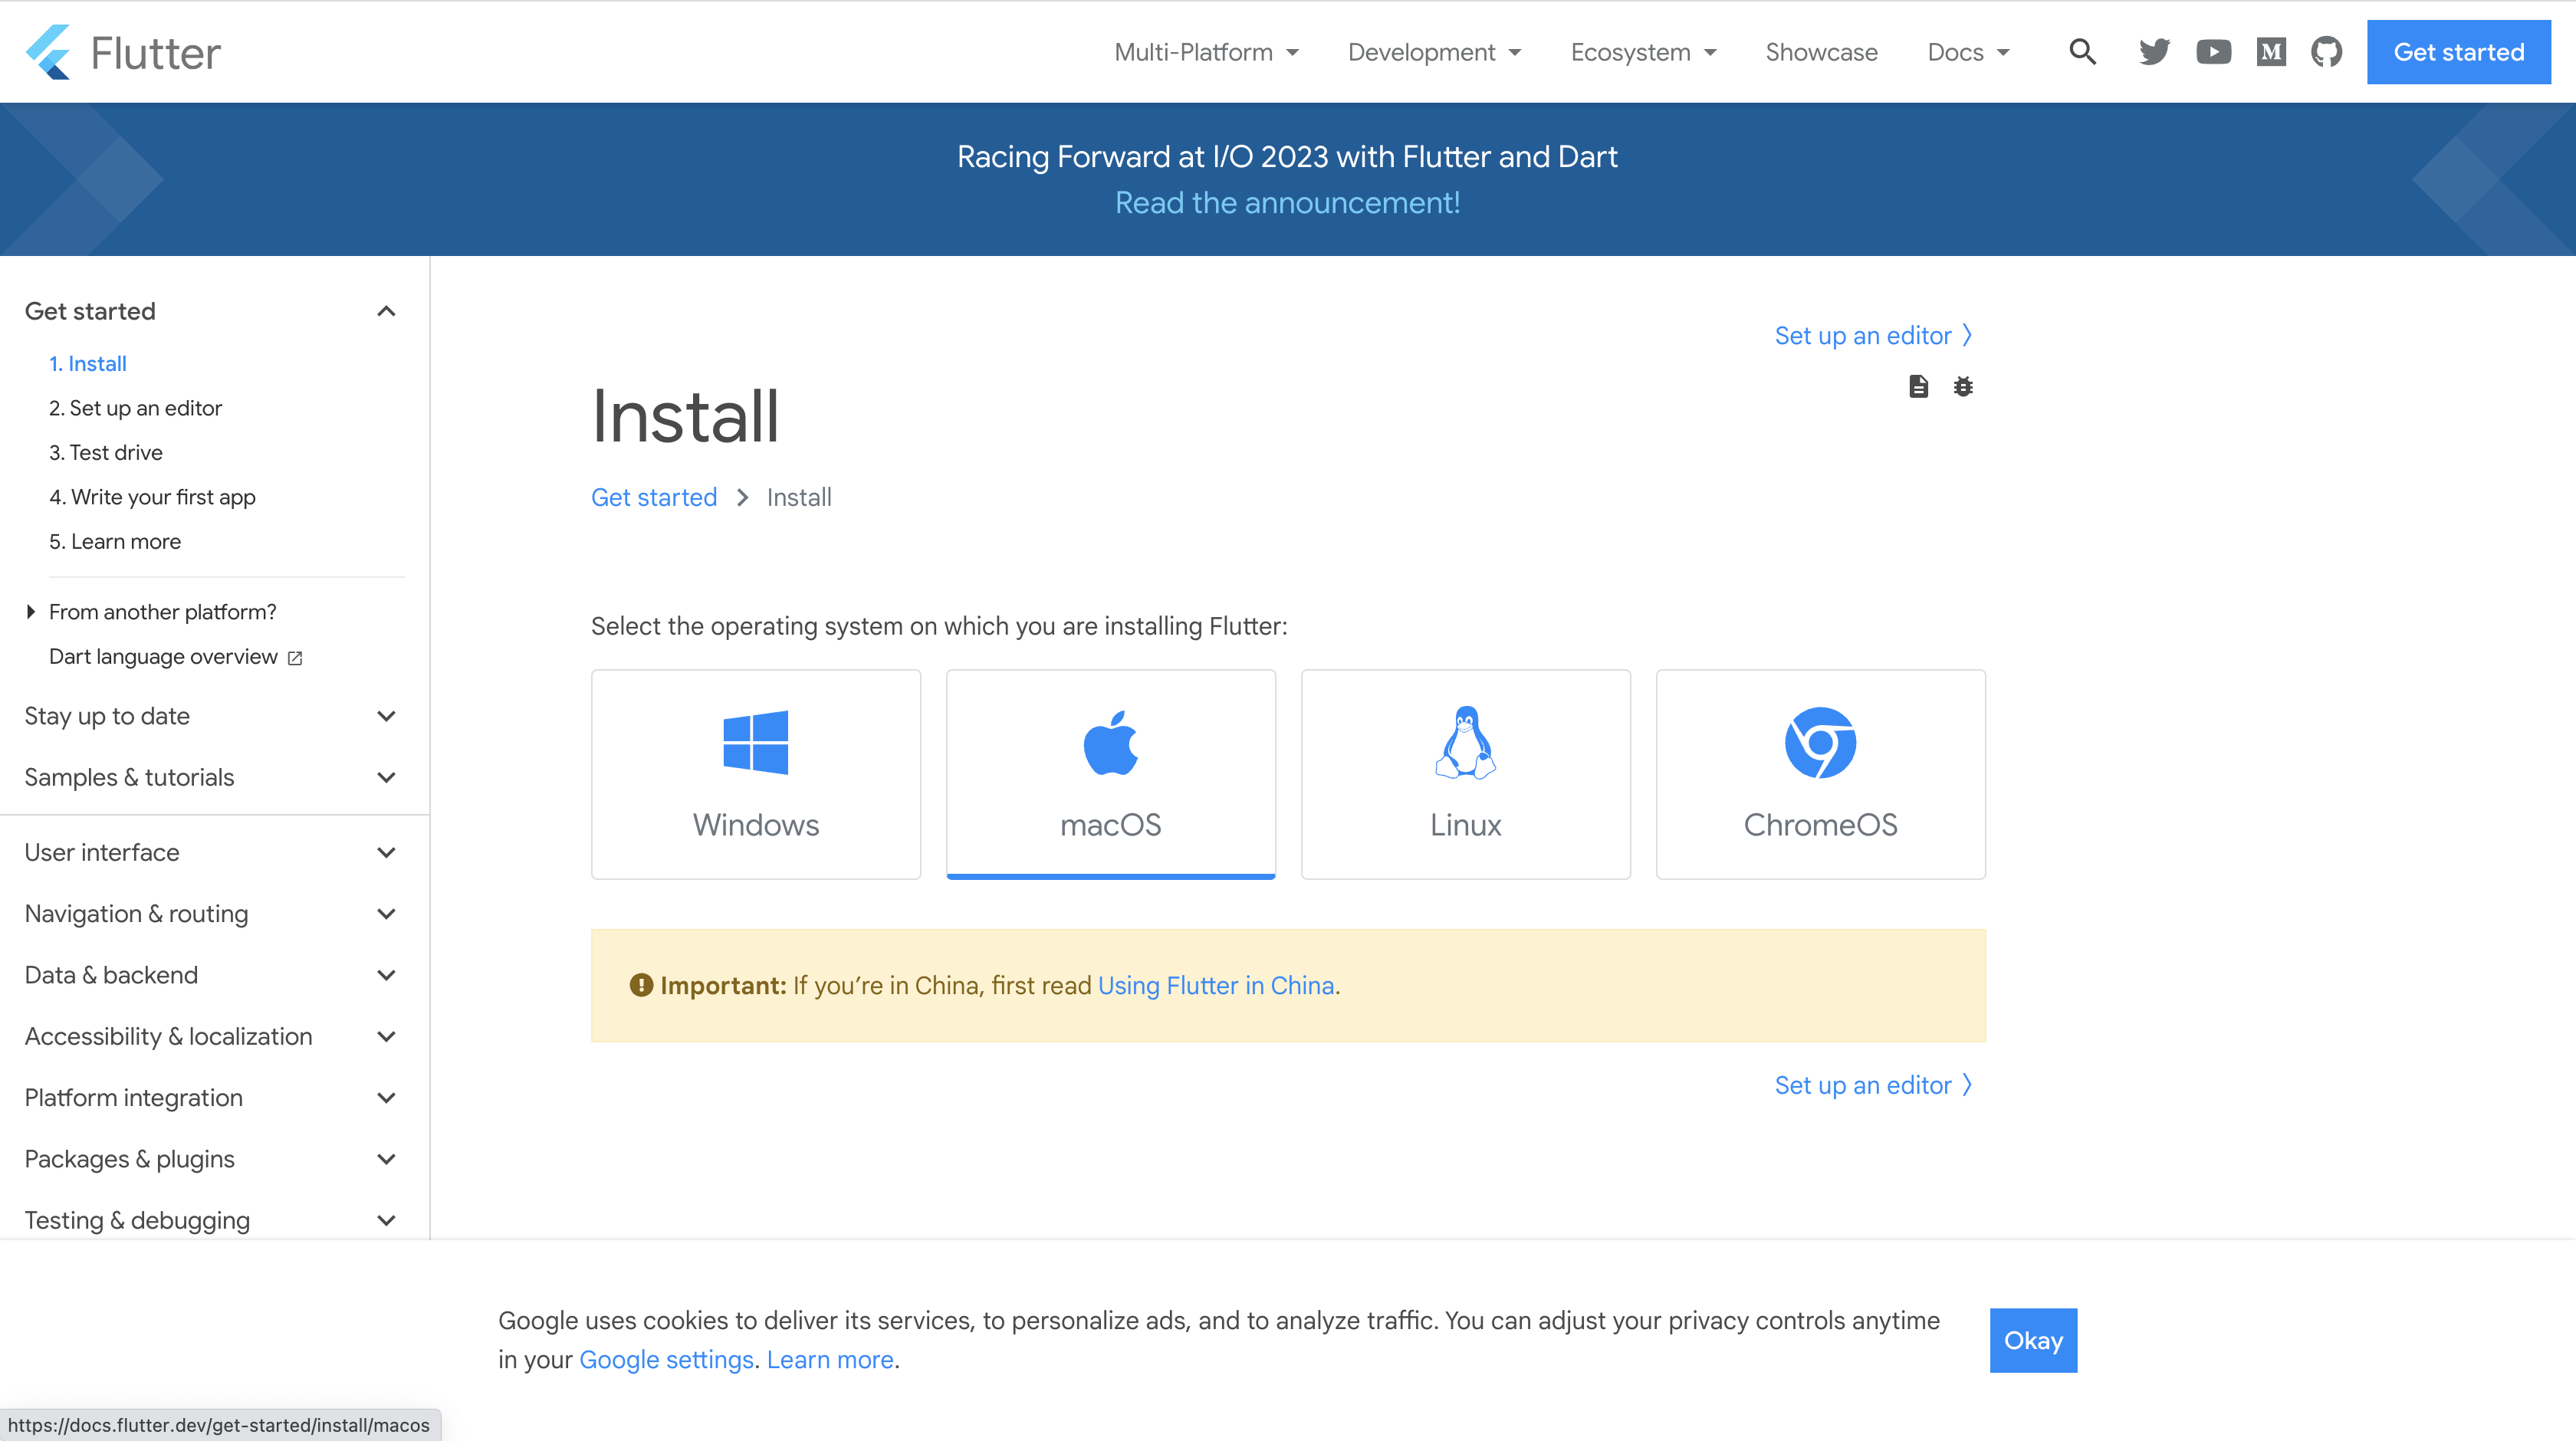 Flutter
Multi-Platform
Development
Ecosystem
Showcase
Docs
Get started
Racing Forward at I/O 2023 with Flutter and Dart
Read the announcement!
Get started
1. Install
2. Set up an editor
3. Test drive
4. Write your first app
5. Learn more
From another platform?
Dart language overview
Stay up to date
Samples & tutorials
User interface
Navigation & routing
Data & backend
Accessibility & localization
Platform integration
Packages & plugins
Testing & debugging
Set up an editor
Install
Get started > Install
Select the operating system on which you are installing Flutter:
Windows
macOS
Linux
ChromeOS
Important: If you’re in China, first read Using Flutter in China.
Set up an editor
Google uses cookies to deliver its services, to personalize ads, and to analyze traffic. You can adjust your privacy controls anytime
in your Google settings. Learn more.
Okay
https://docs.flutter.dev/get-started/install/macos